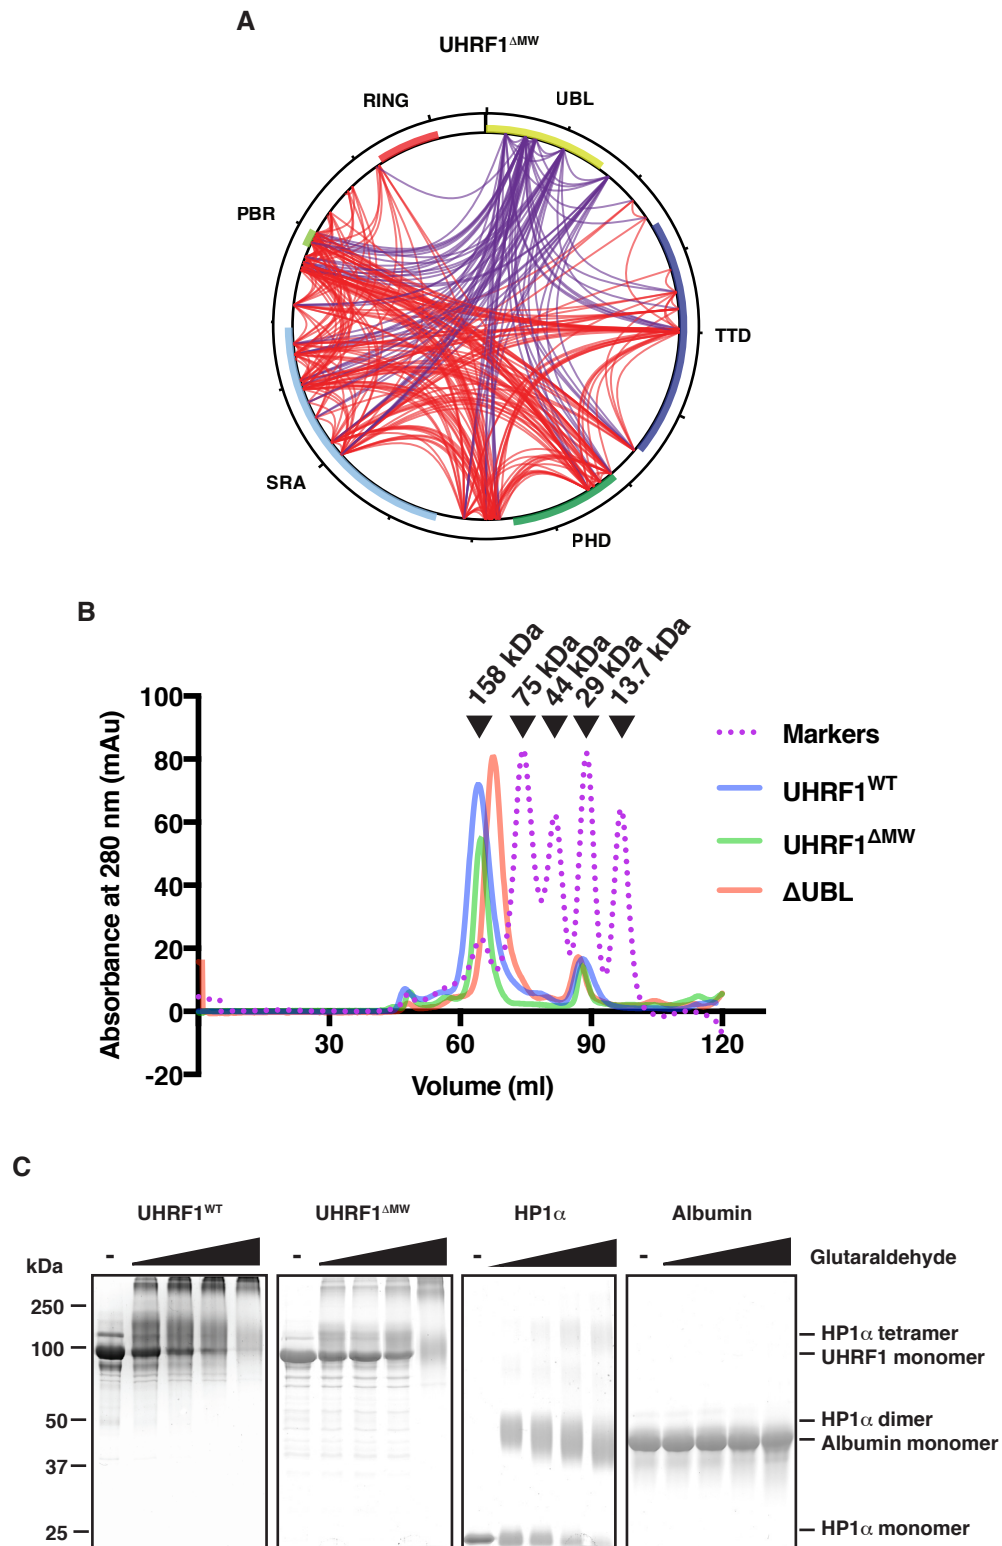 A
UHRF1ΔMW
RING
UBL
PBR
TTD
SRA
PHD
B
158 kDa
75 kDa
44 kDa
29 kDa
13.7 kDa
100
80
60
40
20
0
-20
Absorbance at 280 nm (mAu)
30
60
90
120
Volume (ml)
Markers
UHRF1WT
UHRF1ΔMW
ΔUBL
C
UHRF1WT
UHRF1ΔMW
HP1α
Albumin
-
-
-
-
Glutaraldehyde
kDa
250
100
50
37
25
HP1α tetramer
UHRF1 monomer
HP1α dimer
Albumin monomer
HP1α monomer